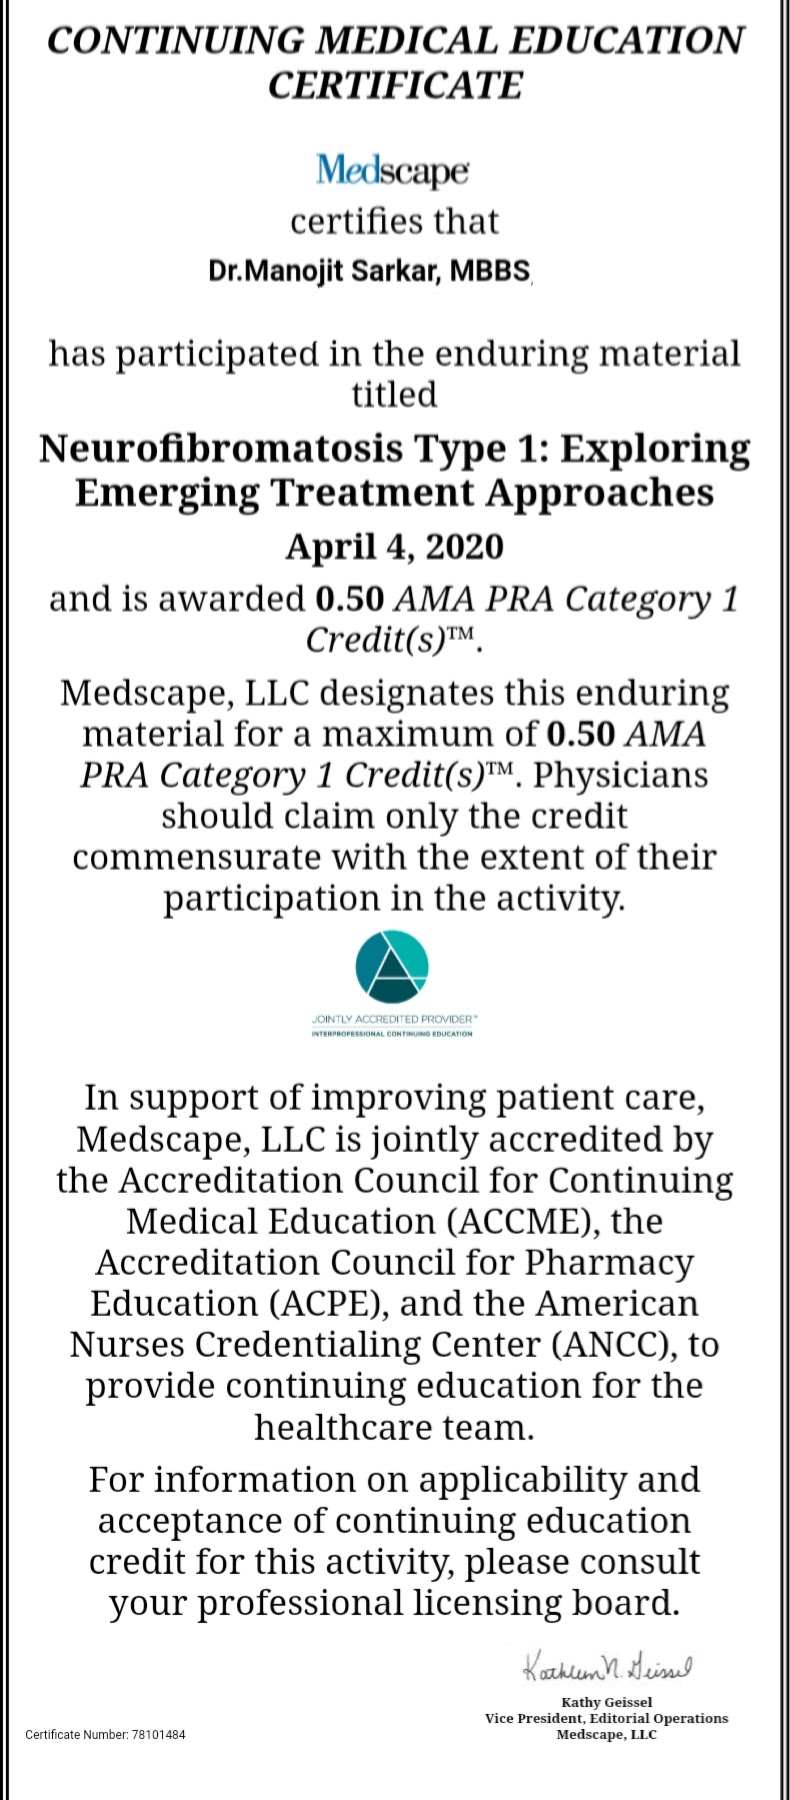 CONTINUING MEDICAL EDUCATION
CERTIFICATE
Medscape
certifies that
Dr.Manojit Sarkar, MBBS,
has participated in the enduring material
titled
Neurofibromatosis Type 1: Exploring
Emerging Treatment Approaches
April 4, 2020
and is awarded 0.50 AMA PRA Category 1
Credit(s)™.
Medscape, LLC designates this enduring
material for a maximum of 0.50 AMA
PRA Category 1 Credit(s)™. Physicians
should claim only the credit
commensurate with the extent of their
participation in the activity.
JOINTLY ACCREDITED PROVIDER™
INTERPROFESSIONAL CONTINUING EDUCATION
In support of improving patient care,
Medscape, LLC is jointly accredited by
the Accreditation Council for Continuing
Medical Education (ACCME), the
Accreditation Council for Pharmacy
Education (ACPE), and the American
Nurses Credentialing Center (ANCC), to
provide continuing education for the
healthcare team.
For information on applicability and
acceptance of continuing education
credit for this activity, please consult
your professional licensing board.
Kathleen N. Geissel
Kathy Geissel
Vice President, Editorial Operations
Medscape, LLC
Certificate Number: 78101484